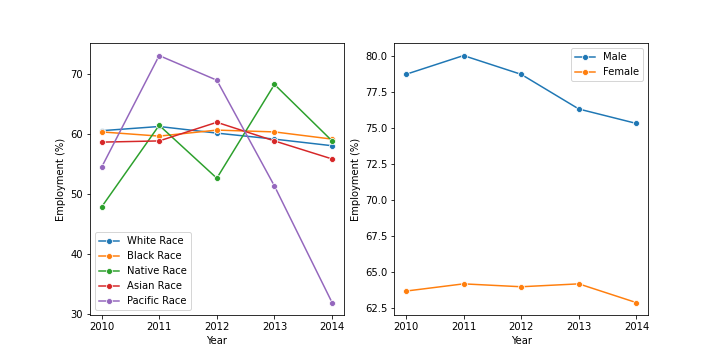 70
60
50
40
30
Employment (%)
2010 2011 2012 2013 2014
Year
White Race
Black Race
Native Race
Asian Race
Pacific Race
80.0
77.5
75.0
72.5
70.0
67.5
65.0
62.5
Employment (%)
2010 2011 2012 2013 2014
Year
Male
Female